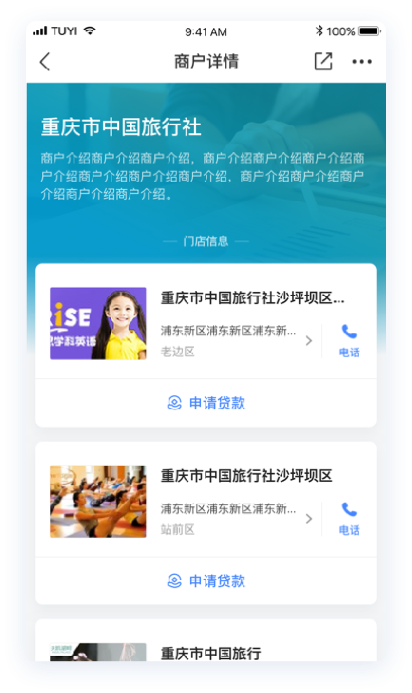 TUYI 9:41 AM 100%
商户详情
重庆市中国旅行社
商户介绍商户介绍商户介绍，商户介绍商户介绍商户介绍商
户介绍商户介绍商户介绍商户介绍．商户介绍商户介绍商户
介绍商户介绍商户介绍。
门店信息
重庆市中国旅行社沙坪坝区...
RiSE
学科英语
浦东新区浦东新区浦东新...
老边区
电话
申请贷款
重庆市中国旅行社沙坪坝区
浦东新区浦东新区浦东新...
站前区
电话
申请贷款
重庆市中国旅行